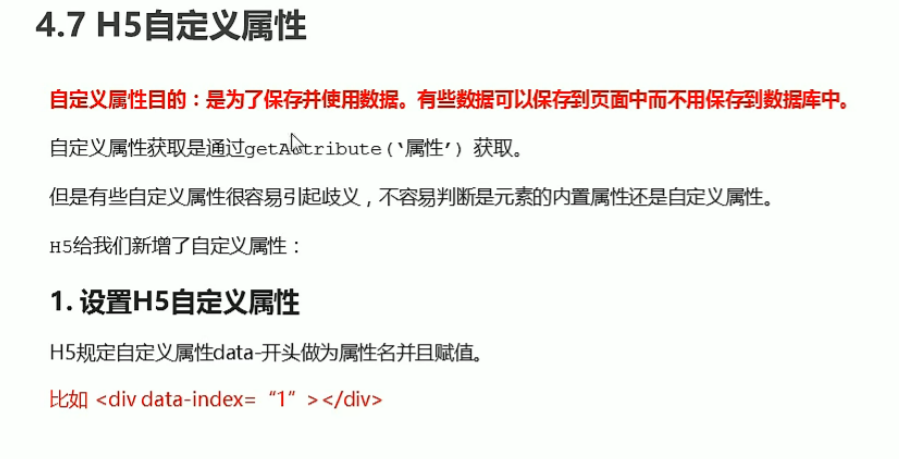 4.7 H5自定义属性
自定义属性目的：是为了保存并使用数据。有些数据可以保存到页面中而不用保存到数据库中。
自定义属性获取是通过getAttribute(‘属性’) 获取。
但是有些自定义属性很容易引起歧义，不容易判断是元素的内置属性还是自定义属性。
H5给我们新增了自定义属性：
1. 设置H5自定义属性
H5规定自定义属性data-开头做为属性名并且赋值。
比如 <div data-index=“1”></div>